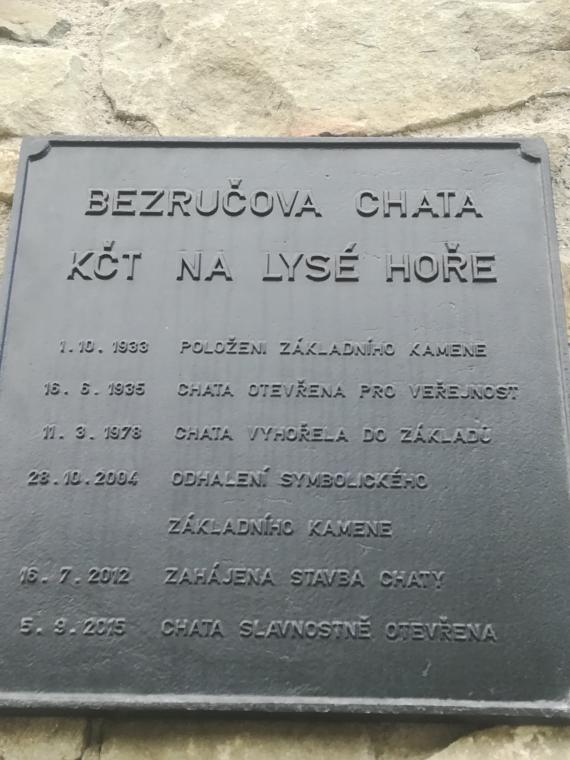 BEZRUČOVA CHATA
KČT NA LYSÉ HOŘE
1.10.1933 POLOŽENI ZÁKLADNÍHO KAMENE
16.6.1935 CHATA OTEVŘENA PRO VEŘEJNOST
11.3.1978 CHATA VYHOŘELA DO ZÁKLADŮ
28.10.2004 ODHALENÍ SYMBOLICKÉHO
ZÁKLADNÍHO KAMENE
16.7.2012 ZAHÁJENA STAVBA CHATY
5.9.2015 CHATA SLAVNOSTNĚ OTEVŘENA